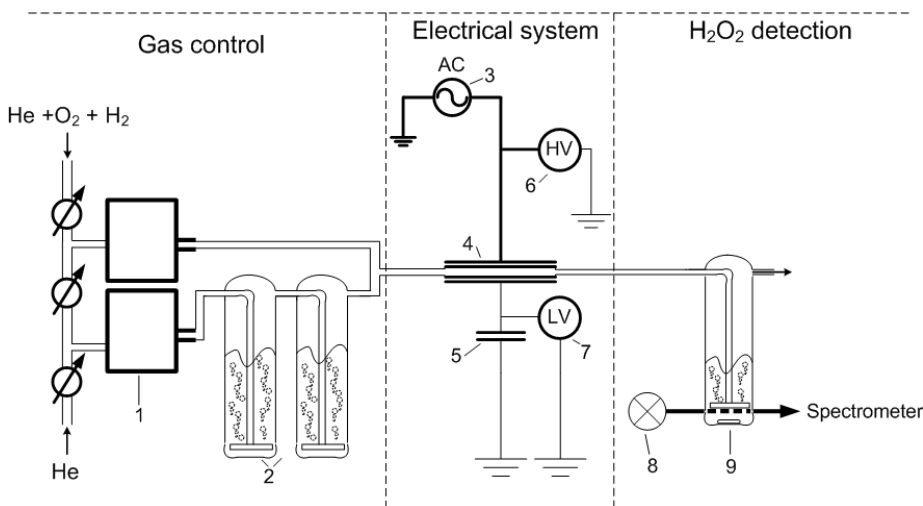 Gas control
Electrical system
H₂O₂ detection
AC
3
He +O₂ + H₂
HV
6
4
LV
5
7
1
2
He
Spectrometer
8
9